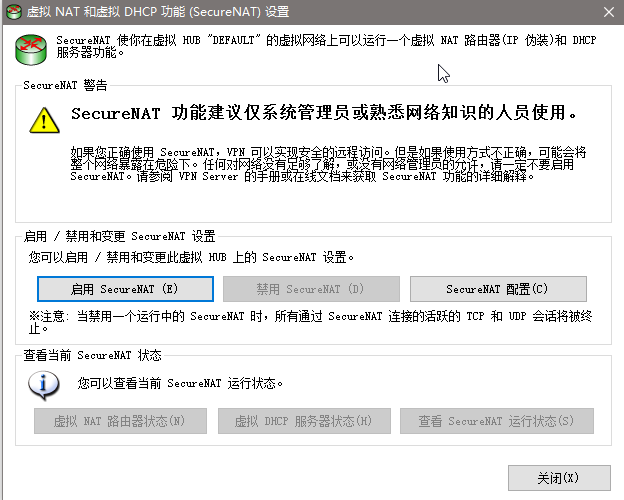 虚拟 NAT 和虚拟 DHCP 功能 (SecureNAT) 设置
SecureNAT 使你在虚拟 HUB "DEFAULT" 的虚拟网络上可以运行一个虚拟 NAT 路由器(IP 伪装)和 DHCP
服务器功能。
SecureNAT 警告
SecureNAT 功能建议仅系统管理员或熟悉网络知识的人员使用。
如果您正确使用 SecureNAT，VPN 可以实现安全的远程访问。但是如果使用方式不正确，可能会将
整个网络暴露在危险下。任何对网络没有足够了解，或没有网络管理员的允许，请一定不要启用
SecureNAT。请参阅 VPN Server 的手册或在线文档来获取 SecureNAT 功能的详细解释。
启用 / 禁用和变更 SecureNAT 设置
您可以启用 / 禁用和变更此虚拟 HUB 上的 SecureNAT 设置。
启用 SecureNAT (E)
禁用 SecureNAT (D)
SecureNAT 配置(C)
※注意: 当禁用一个运行中的 SecureNAT 时，所有通过 SecureNAT 连接的活跃的 TCP 和 UDP 会话将被终
止。
查看当前 SecureNAT 状态
您可以查看当前 SecureNAT 运行状态。
虚拟 NAT 路由器状态(N)
虚拟 DHCP 服务器状态(H)
查看 SecureNAT 运行状态(S)
关闭(X)